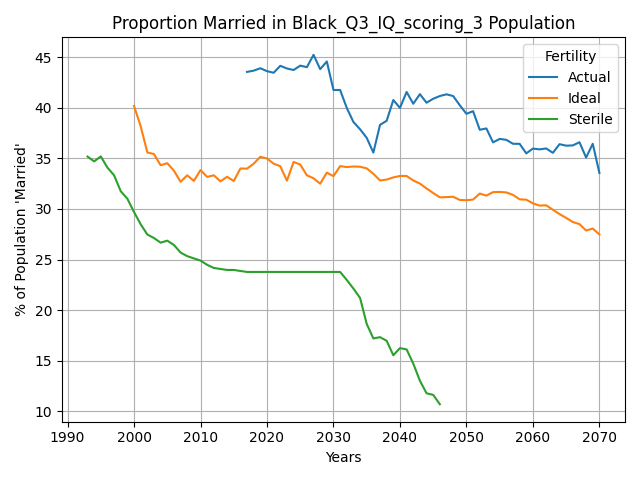 Proportion Married in Black_Q3_IQ_scoring_3 Population
% of Population 'Married'
45
40
35
30
25
20
15
10
Fertility
Actual
Ideal
Sterile
1990 2000 2010 2020 2030 2040 2050 2060 2070
Years